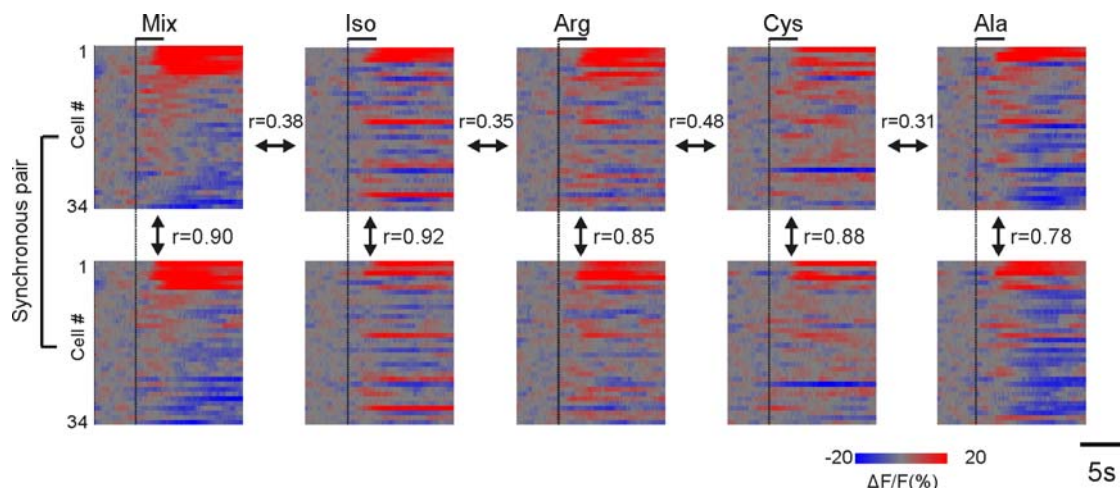 Mix Iso Arg Cys Ala
1
Cell #
34
r=0.38 r=0.35 r=0.48 r=0.31
Synchronous pair
r=0.90 r=0.92 r=0.85 r=0.88 r=0.78
1
Cell #
34
-20 20
ΔF/F(%)
5s